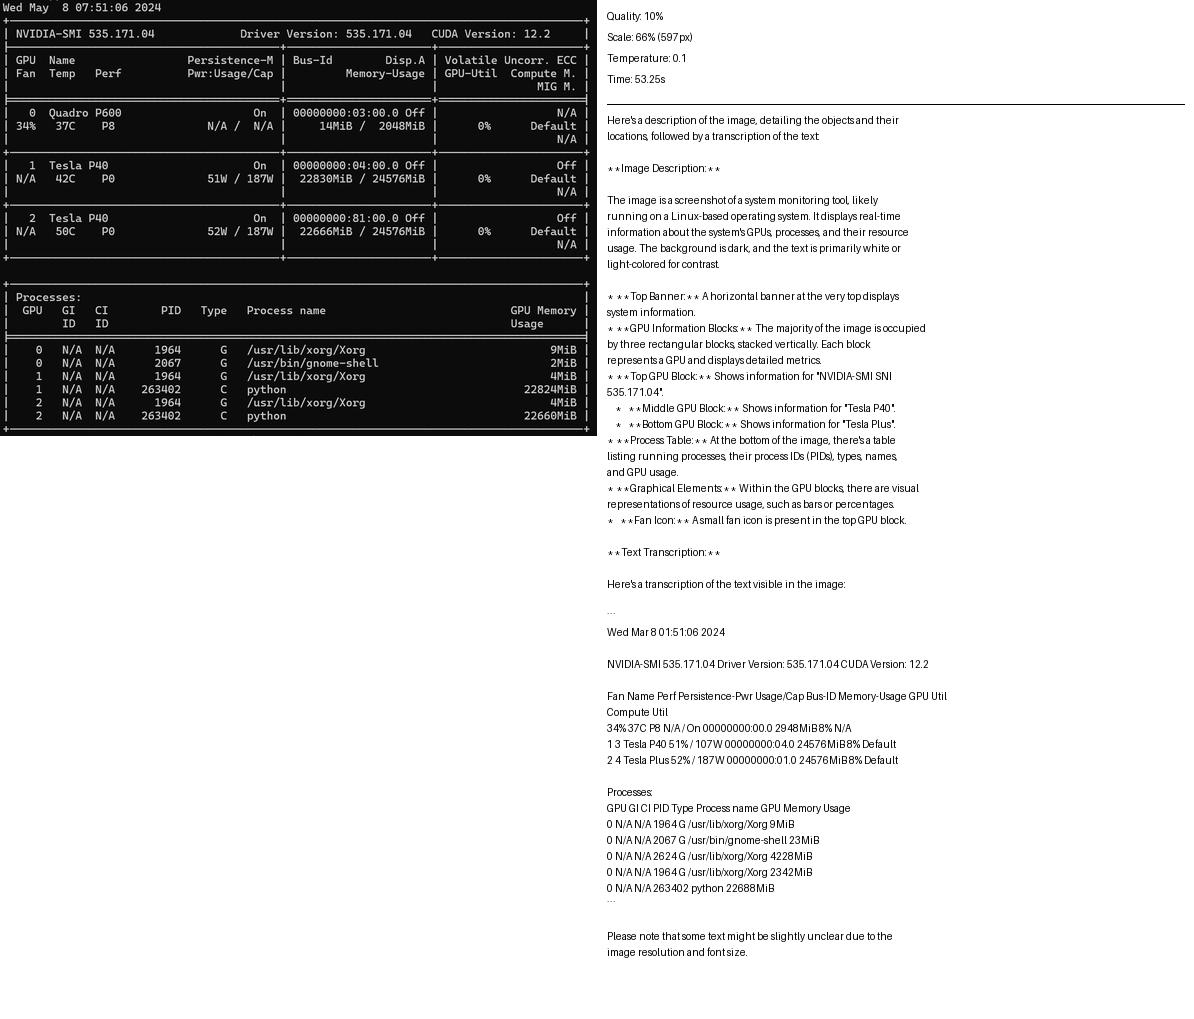 Wed May  8 07:51:06 2024
NVIDIA-SMI 535.171.04             Driver Version: 535.171.04   CUDA Version: 12.2
GPU  Name                 Persistence-M | Bus-Id        Disp.A | Volatile Uncorr. ECC
Fan  Temp   Perf          Pwr:Usage/Cap |         Memory-Usage | GPU-Util  Compute M.
MIG M.
0  Quadro P600                    On  | 00000000:03:00.0 Off |                  N/A
34%   37C    P8              N/A /  N/A |     14MiB /  2048MiB |      0%      Default
N/A
1  Tesla P40                      On  | 00000000:04:00.0 Off |                  Off
N/A   42C    P0              51W / 187W |  22830MiB / 24576MiB |      0%      Default
N/A
2  Tesla P40                      On  | 00000000:81:00.0 Off |                  Off
N/A   50C    P0              52W / 187W |  22666MiB / 24576MiB |      0%      Default
N/A
Processes:
GPU   GI   CI        PID   Type   Process name                            GPU Memory
ID   ID                                                             Usage
0   N/A  N/A      1964      G   /usr/lib/xorg/Xorg                            9MiB
0   N/A  N/A      2067      G   /usr/bin/gnome-shell                          2MiB
1   N/A  N/A      1964      G   /usr/lib/xorg/Xorg                            4MiB
1   N/A  N/A    263402      C   python                                    22824MiB
2   N/A  N/A      1964      G   /usr/lib/xorg/Xorg                            4MiB
2   N/A  N/A    263402      C   python                                    22660MiB
Quality: 10%
Scale: 66% (597px)
Temperature: 0.1
Time: 53.25s
Here's a description of the image, detailing the objects and their
locations, followed by a transcription of the text:
**Image Description:**
The image is a screenshot of a system monitoring tool, likely
running on a Linux-based operating system. It displays real-time
information about the system's GPUs, processes, and their resource
usage. The background is dark, and the text is primarily white or
light-colored for contrast.
* **Top Banner:** A horizontal banner at the very top displays
system information.
* **GPU Information Blocks:** The majority of the image is occupied
by three rectangular blocks, stacked vertically. Each block
represents a GPU and displays detailed metrics.
* **Top GPU Block:** Shows information for "NVIDIA-SMI SNI
535.171.04".
* **Middle GPU Block:** Shows information for "Tesla P40".
* **Bottom GPU Block:** Shows information for "Tesla Plus".
* **Process Table:** At the bottom of the image, there's a table
listing running processes, their process IDs (PIDs), types, names,
and GPU usage.
* **Graphical Elements:** Within the GPU blocks, there are visual
representations of resource usage, such as bars or percentages.
* **Fan Icon:** A small fan icon is present in the top GPU block.
**Text Transcription:**
Here's a transcription of the text visible in the image:
```
Wed Mar 8 01:51:06 2024
NVIDIA-SMI 535.171.04 Driver Version: 535.171.04 CUDA Version: 12.2
Fan Name Perf Persistence-Pwr Usage/Cap Bus-ID Memory-Usage GPU Util
Compute Util
34% 37C P8 N/A / On 00000000:00.0 2948MiB 8% N/A
1 3 Tesla P40 51% / 107W 00000000:04.0 24576MiB 8% Default
2 4 Tesla Plus 52% / 187W 00000000:01.0 24576MiB 8% Default
Processes:
GPU GI CI PID Type Process name GPU Memory Usage
0 N/A N/A 1964 G /usr/lib/xorg/Xorg 9MiB
0 N/A N/A 2067 G /usr/bin/gnome-shell 23MiB
0 N/A N/A 2624 G /usr/lib/xorg/Xorg 4228MiB
0 N/A N/A 1964 G /usr/lib/xorg/Xorg 2342MiB
0 N/A N/A 263402 python 22688MiB
```
Please note that some text might be slightly unclear due to the
image resolution and font size.